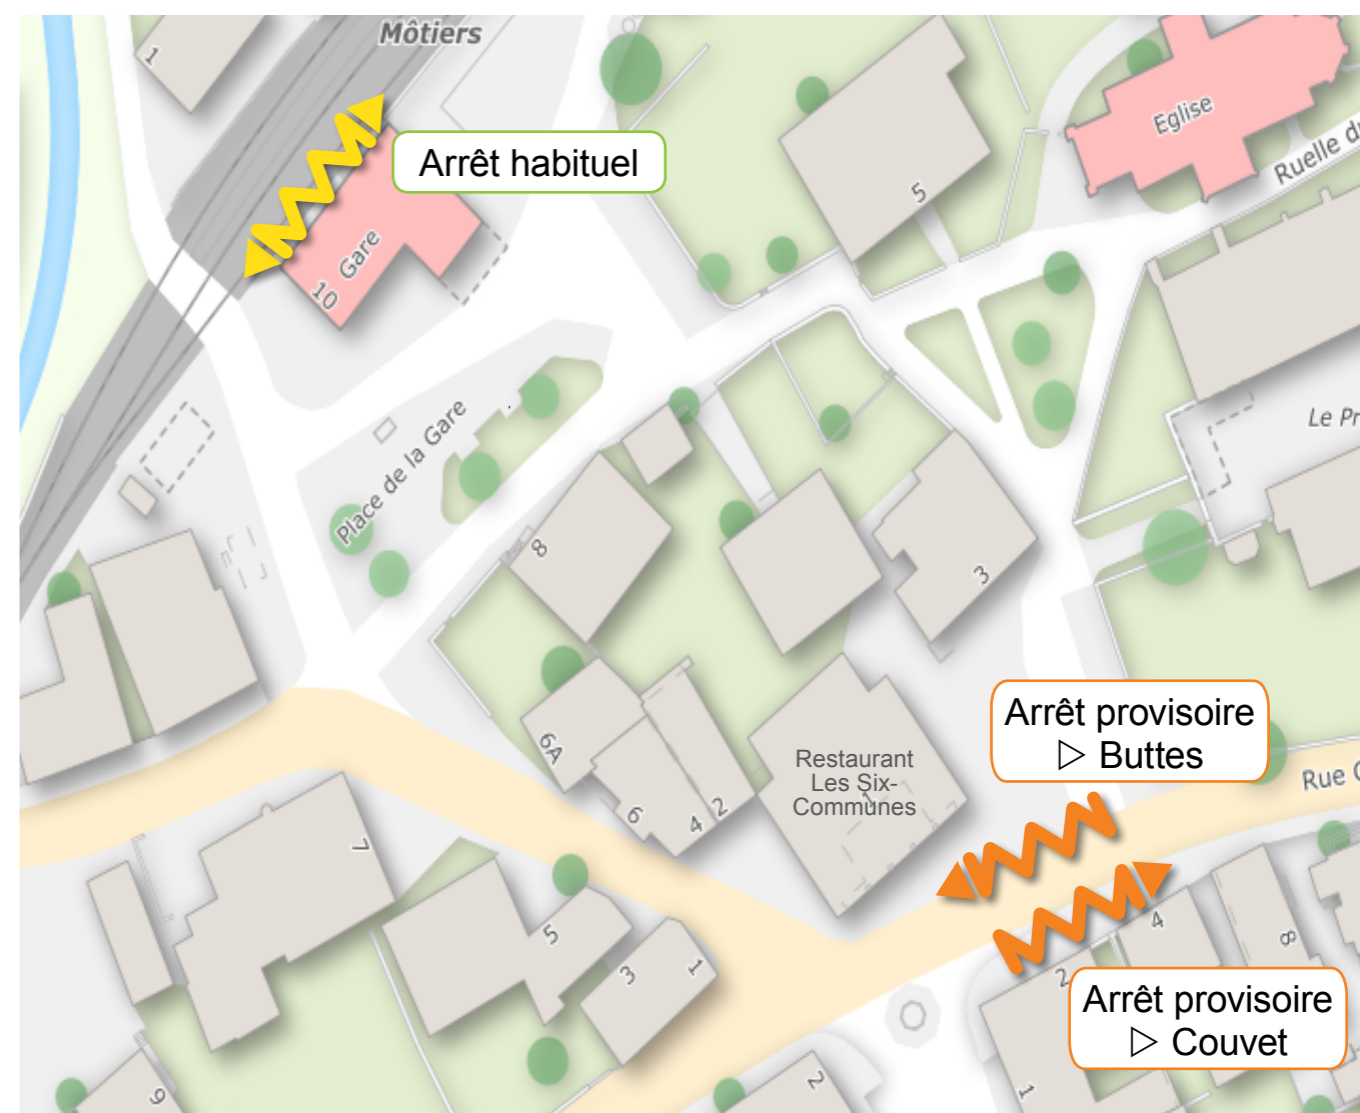 Môtiers
1
Arrêt habituel
Eglise
Ruelle d
5
Gare
10
Place de la Gare
Le Pr
8
3
6A
6
4
2
Restaurant
Les Six-
Communes
1
Arrêt provisoire
▷ Buttes
Rue
7
5
3
1
4
8
2
Arrêt provisoire
▷ Couvet
9
2
1